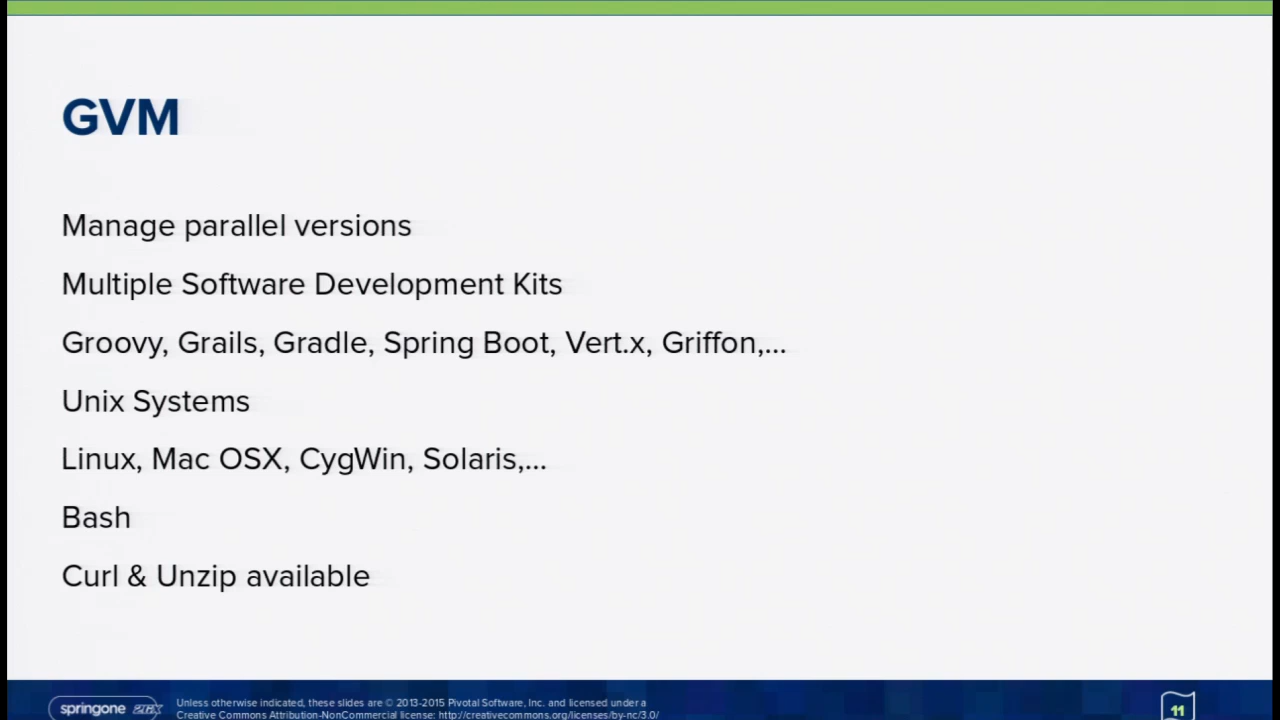 GVM
Manage parallel versions
Multiple Software Development Kits
Groovy, Grails, Gradle, Spring Boot, Vert.x, Griffon,...
Unix Systems
Linux, Mac OSX, CygWin, Solaris,...
Bash
Curl & Unzip available
springone 2GX
Unless otherwise indicated, these slides are © 2013-2015 Pivotal Software, Inc. and licensed under a
Creative Commons Attribution-NonCommercial license: http://creativecommons.org/licenses/by-nc/3.0/
11